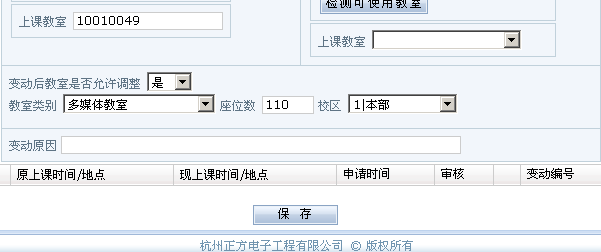 检测可使用教室
上课教室 10010049
上课教室
变动后教室是否允许调整 是
教室类别 多媒体教室 座位数 110 校区 1|本部
变动原因
原上课时间/地点 现上课时间/地点 申请时间 审核 变动编号
保 存
杭州正方电子工程有限公司 © 版权所有